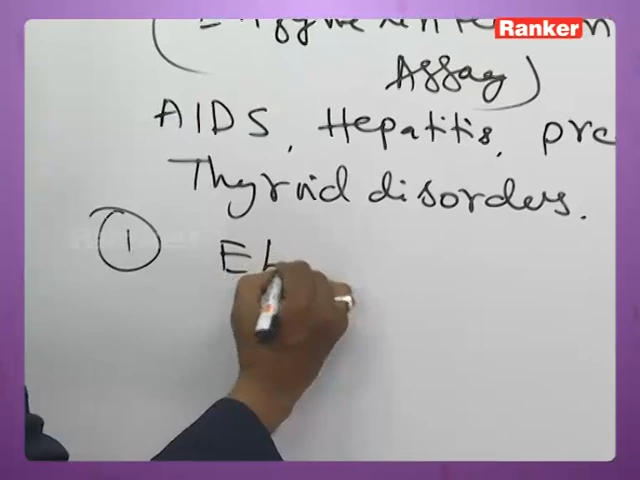 Ranker
Assay)
AIDS, Hepatitis, pre
Thyroid disorders.
1 EL